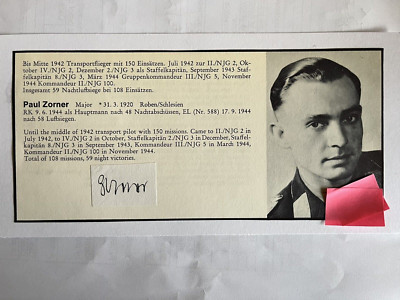 Bis Mitte 1942 Transportflieger mit 150 Einsätzen. Juli 1942 zur II./NJG 2, Ok-
tober IV./NJG 2, Dezember 2./NJG 3 als Staffelkapitän, September 1943 Staf-
felkapitän 8./NJG 3, März 1944 Gruppenkommandeur III./NJG 5, November
1944 Kommandeur II./NJG 100.
Insgesamt 59 Nachtluftsiege bei 108 Einsätzen.
Paul Zorner Major *31. 3. 1920 Roben/Schlesien
RK 9. 6. 1944 als Hauptmann nach 48 Nachtabschüssen, EL (Nr. 588) 17. 9. 1944
nach 58 Luftsiegen.
Until the middle of 1942 transport pilot with 150 missions. Came to II./NJG 2 in
July 1942, to IV./NJG 2 in October, Staffelkapitän 2./NJG 3 in December, Staffel-
kapitän 8./NJG 3 in September 1943, Kommandeur III./NJG 5 in March 1944,
Kommandeur II./NJG 100 in November 1944.
Total of 108 missions, 59 night victories.
Zorner